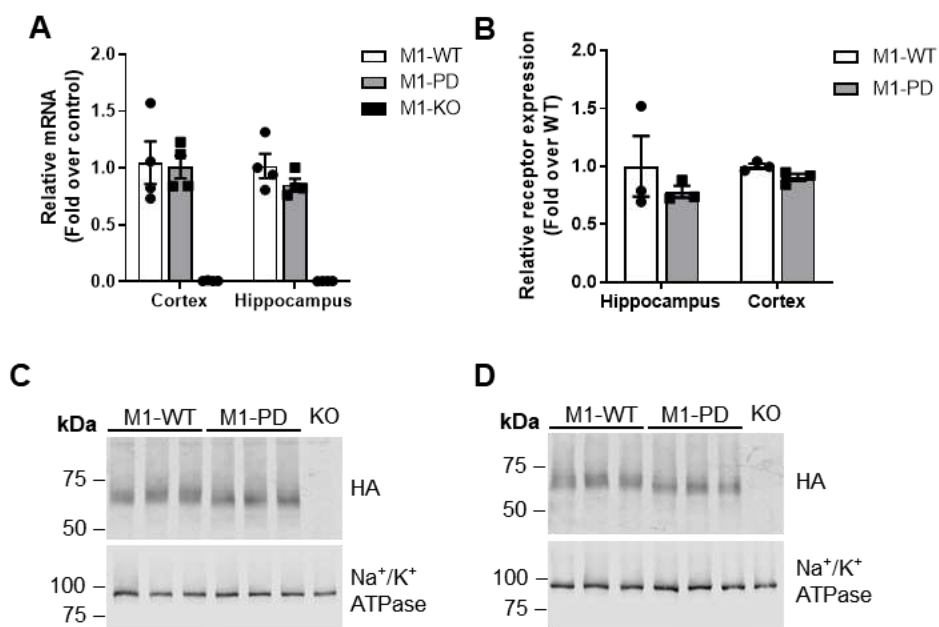 A
Relative mRNA
(Fold over control)
2.0
1.5
1.0
0.5
0.0
Cortex
Hippocampus
M1-WT
M1-PD
M1-KO
B
Relative receptor expression
(Fold over WT)
2.0
1.5
1.0
0.5
0.0
Hippocampus
Cortex
M1-WT
M1-PD
C
kDa
M1-WT
M1-PD
KO
75
50
HA
100
75
Na⁺/K⁺
ATPase
D
kDa
M1-WT
M1-PD
KO
75
50
HA
100
75
Na⁺/K⁺
ATPase